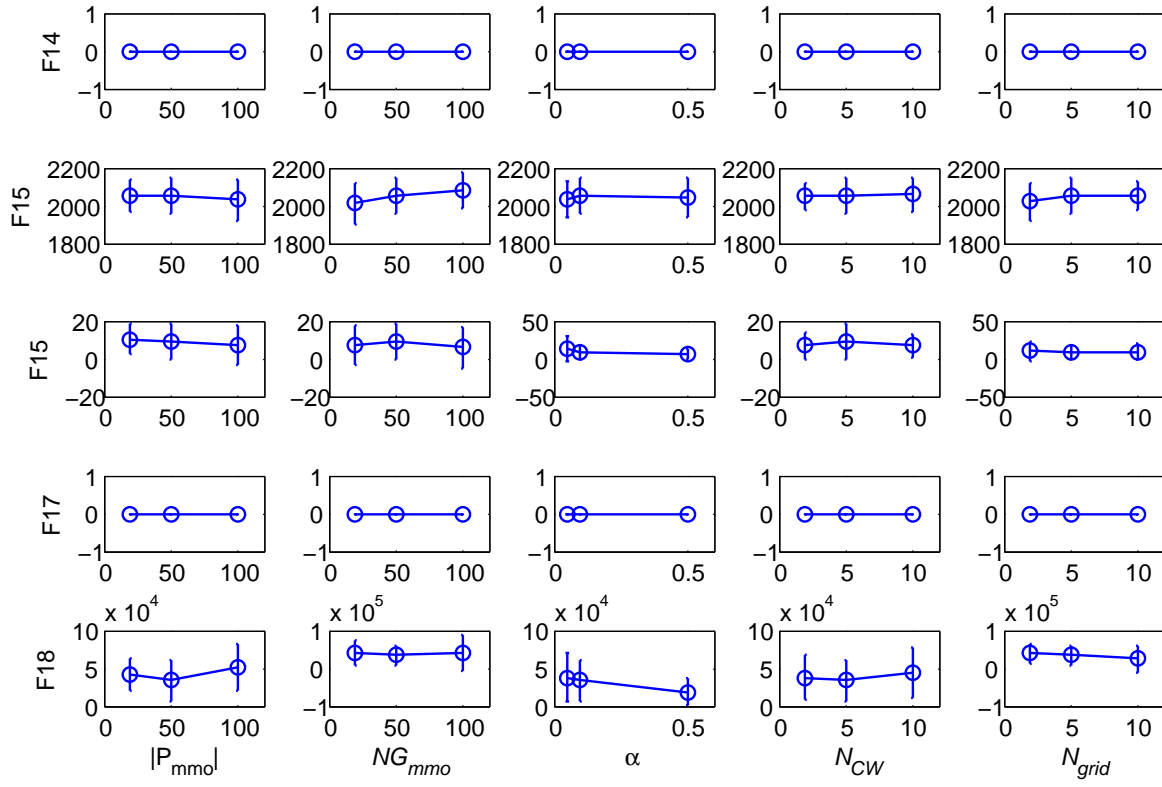 1 1 1 1 1
F14 0 0 0 0 0
−1 −1 −1 −1 −1
0 50 100 0 50 100 0 0.5 0 5 10 0 5 10
2200 2200 2200 2200 2200
F15 2000 2000 2000 2000 2000
1800 1800 1800 1800 1800
0 50 100 0 50 100 0 0.5 0 5 10 0 5 10
20 20 50 20 50
F15 0 0 0 0 0
−20 −20 −50 −20 −50
0 50 100 0 50 100 0 0.5 0 5 10 0 5 10
1 1 1 1 1
F17 0 0 0 0 0
−1 −1 −1 −1 −1
0 50 100 0 50 100 0 0.5 0 5 10 0 5 10
x 10^4 x 10^5 x 10^4 x 10^4 x 10^5
10 1 10 10 1
F18 5 0 5 5 0
0 −1 0 0 −1
0 50 100 0 50 100 0 0.5 0 5 10 0 5 10
|P_mmo| NG_mmo α N_CW N_grid